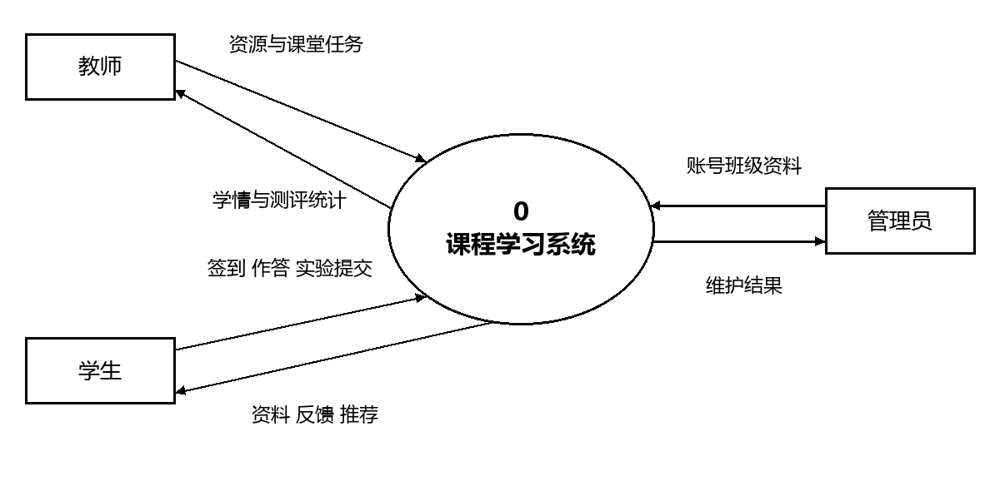 资源与课堂任务
教师
账号班级资料
学情与测评统计
0
课程学习系统
管理员
签到 作答 实验提交
维护结果
学生
资料 反馈 推荐